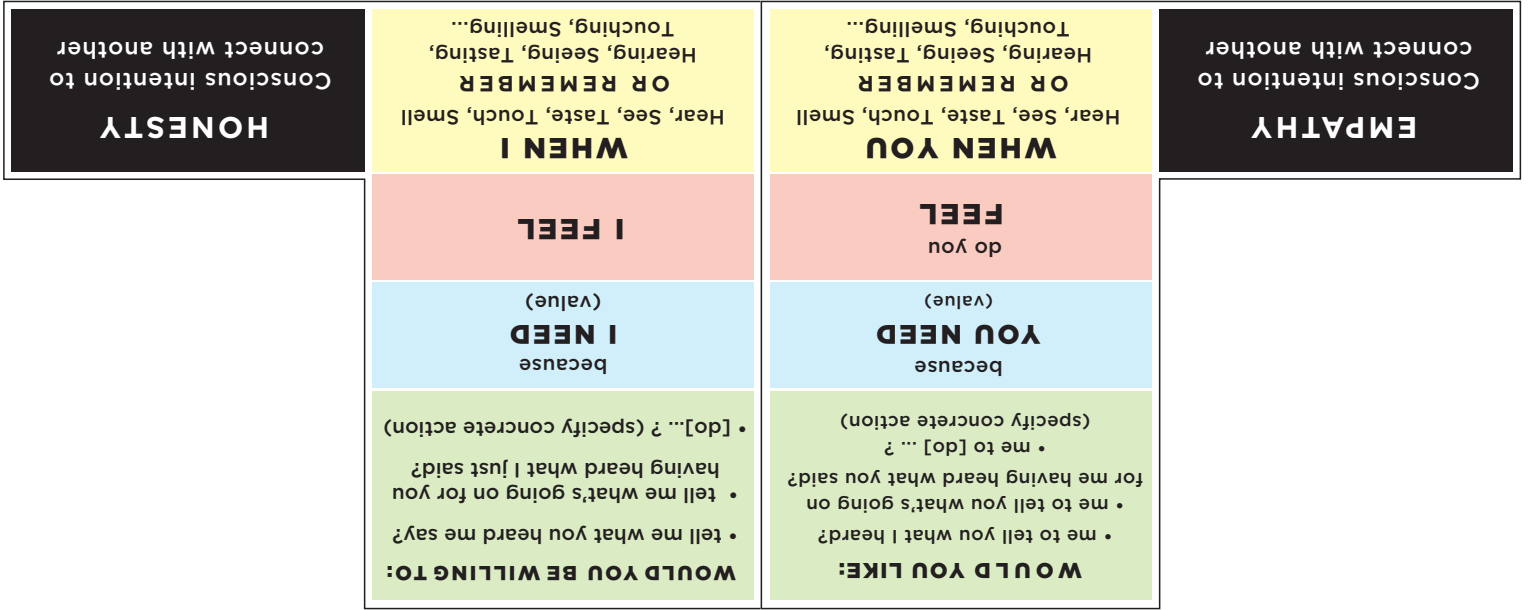 WOULD YOU LIKE:
• me to tell you what I heard?
• me to tell you what's going on
for me having heard what you said?
• me to [do] ... ?
(specify concrete action)
because
YOU NEED
(value)
do you
FEEL
WHEN YOU
Hear, See, Taste, Touch, Smell
OR REMEMBER
Hearing, Seeing, Tasting,
Touching, Smelling...
EMPATHY
Conscious intention to
connect with another
WOULD YOU BE WILLING TO:
• tell me what you heard me say?
• tell me what's going on for you
having heard what I just said?
• [do]... ? (specify concrete action)
because
I NEED
(value)
I FEEL
WHEN I
Hear, See, Taste, Touch, Smell
OR REMEMBER
Hearing, Seeing, Tasting,
Touching, Smelling...
HONESTY
Conscious intention to
connect with another